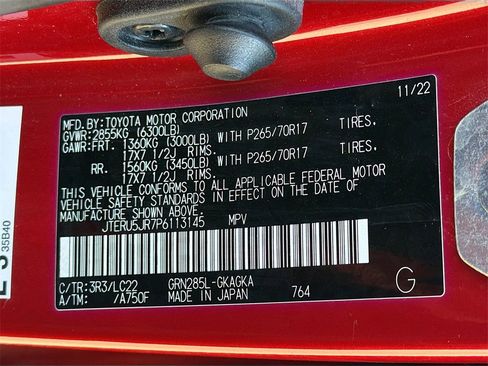 MFD.BY:TOYOTA MOTOR CORPORATION 11/22
GVWR:2855KG (6300LB)
GAWR:FRT. 1360KG (3000LB) WITH P265/70R17 TIRES.
17X7 1/2J RIMS.
RR. 1560KG (3450LB) WITH P265/70R17 TIRES.
17X7 1/2J RIMS.
THIS VEHICLE CONFORMS TO ALL APPLICABLE FEDERAL MOTOR
VEHICLE SAFETY STANDARDS IN EFFECT ON THE DATE OF
MANUFACTURE SHOWN ABOVE.
JTERU5JR7P6113145 MPV
C/TR:3R3/LC22 GRN285L-GKAGKA
A/TM: /A750F MADE IN JAPAN 764
G
35B40